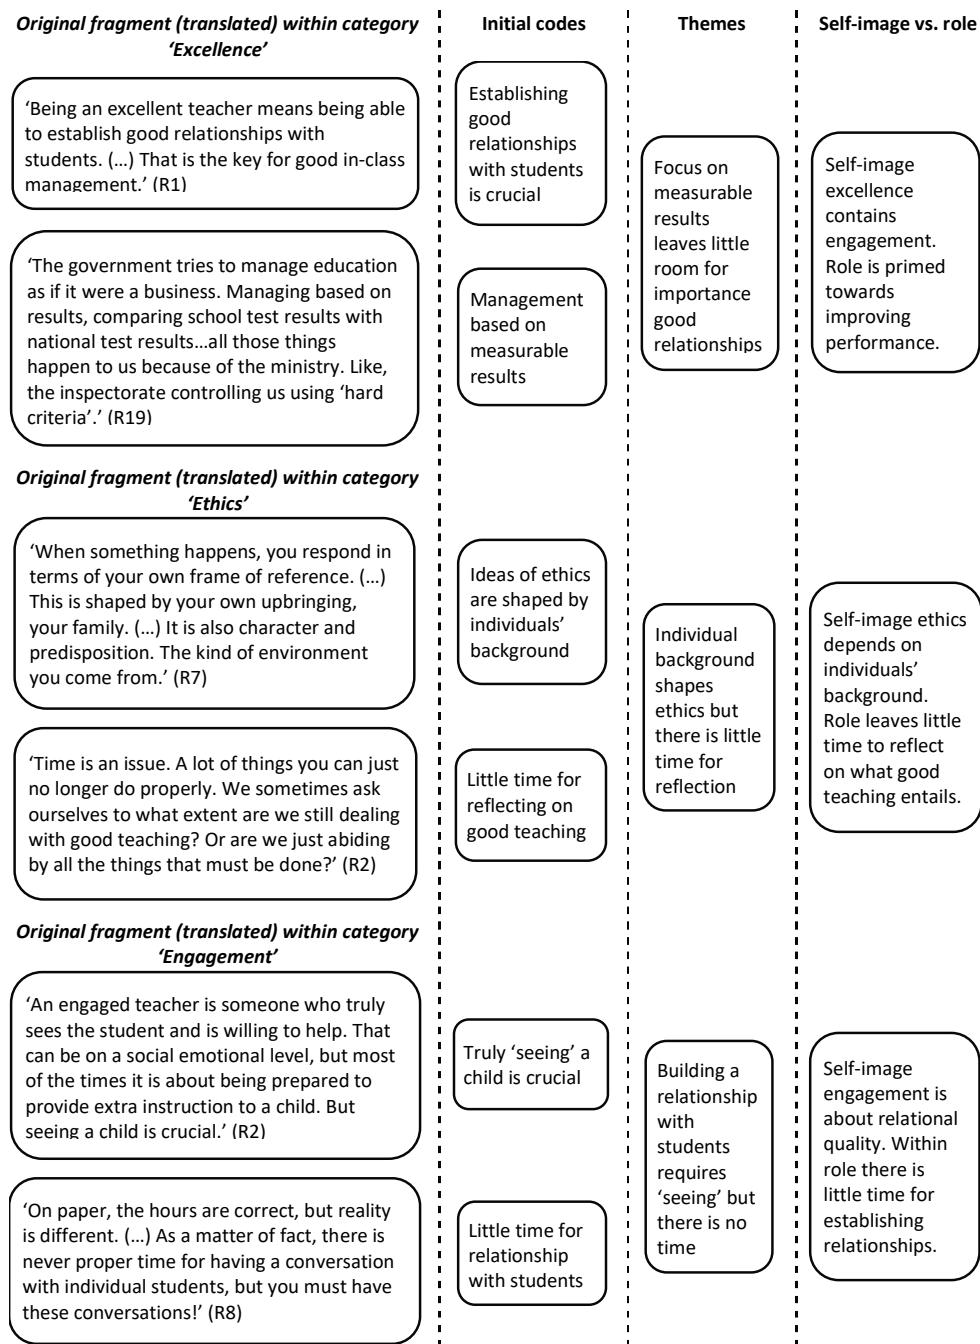 Original fragment (translated) within category
‘Excellence’
Initial codes
Themes
Self-image vs. role
‘Being an excellent teacher means being able
to establish good relationships with
students. (…) That is the key for good in-class
management.’ (R1)
‘The government tries to manage education
as if it were a business. Managing based on
results, comparing school test results with
national test results…all those things
happen to us because of the ministry. Like,
the inspectorate controlling us using ‘hard
criteria’.’ (R19)
Establishing
good
relationships
with students
is crucial
Management
based on
measurable
results
Focus on
measurable
results
leaves little
room for
importance
good
relationships
Self-image
excellence
contains
engagement.
Role is primed
towards
improving
performance.
Original fragment (translated) within category
‘Ethics’
‘When something happens, you respond in
terms of your own frame of reference. (…)
This is shaped by your own upbringing,
your family. (…) It is also character and
predisposition. The kind of environment
you come from.’ (R7)
‘Time is an issue. A lot of things you can just
no longer do properly. We sometimes ask
ourselves to what extent are we still dealing
with good teaching? Or are we just abiding
by all the things that must be done?’ (R2)
Ideas of ethics
are shaped by
individuals’
background
Little time for
reflecting on
good teaching
Individual
background
shapes
ethics but
there is little
time for
reflection
Self-image ethics
depends on
individuals’
background.
Role leaves little
time to reflect
on what good
teaching entails.
Original fragment (translated) within category
‘Engagement’
‘An engaged teacher is someone who truly
sees the student and is willing to help. That
can be on a social emotional level, but most
of the times it is about being prepared to
provide extra instruction to a child. But
seeing a child is crucial.’ (R2)
‘On paper, the hours are correct, but reality
is different. (…) As a matter of fact, there is
never proper time for having a conversation
with individual students, but you must have
these conversations!’ (R8)
Truly ‘seeing’ a
child is crucial
Little time for
relationship
with students
Building a
relationship
with
students
requires
‘seeing’ but
there is no
time
Self-image
engagement is
about relational
quality. Within
role there is
little time for
establishing
relationships.